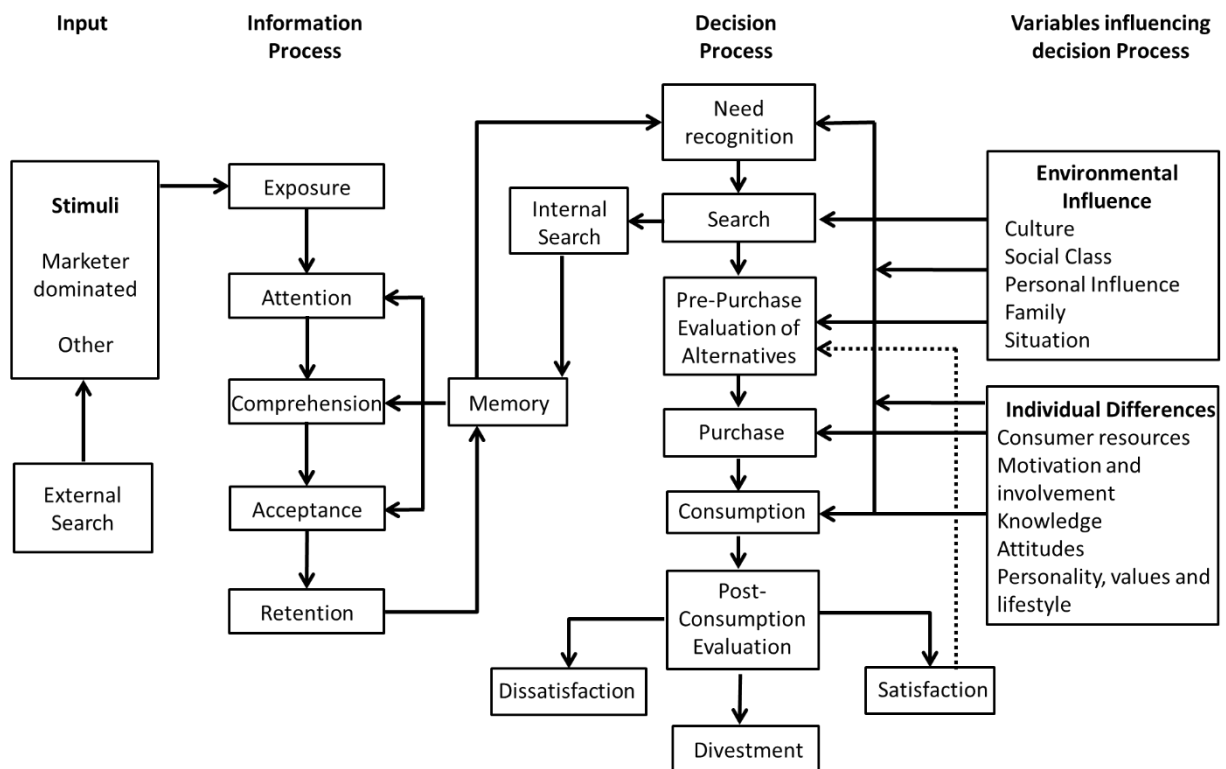 Input
Information
Process
Decision
Process
Variables influencing
decision Process
Stimuli
Marketer
dominated
Other
External
Search
Exposure
Attention
Comprehension
Acceptance
Retention
Internal
Search
Memory
Need
recognition
Search
Pre-Purchase
Evaluation of
Alternatives
Purchase
Consumption
Post-
Consumption
Evaluation
Dissatisfaction
Satisfaction
Divestment
Environmental
Influence
Culture
Social Class
Personal Influence
Family
Situation
Individual Differences
Consumer resources
Motivation and
involvement
Knowledge
Attitudes
Personality, values and
lifestyle